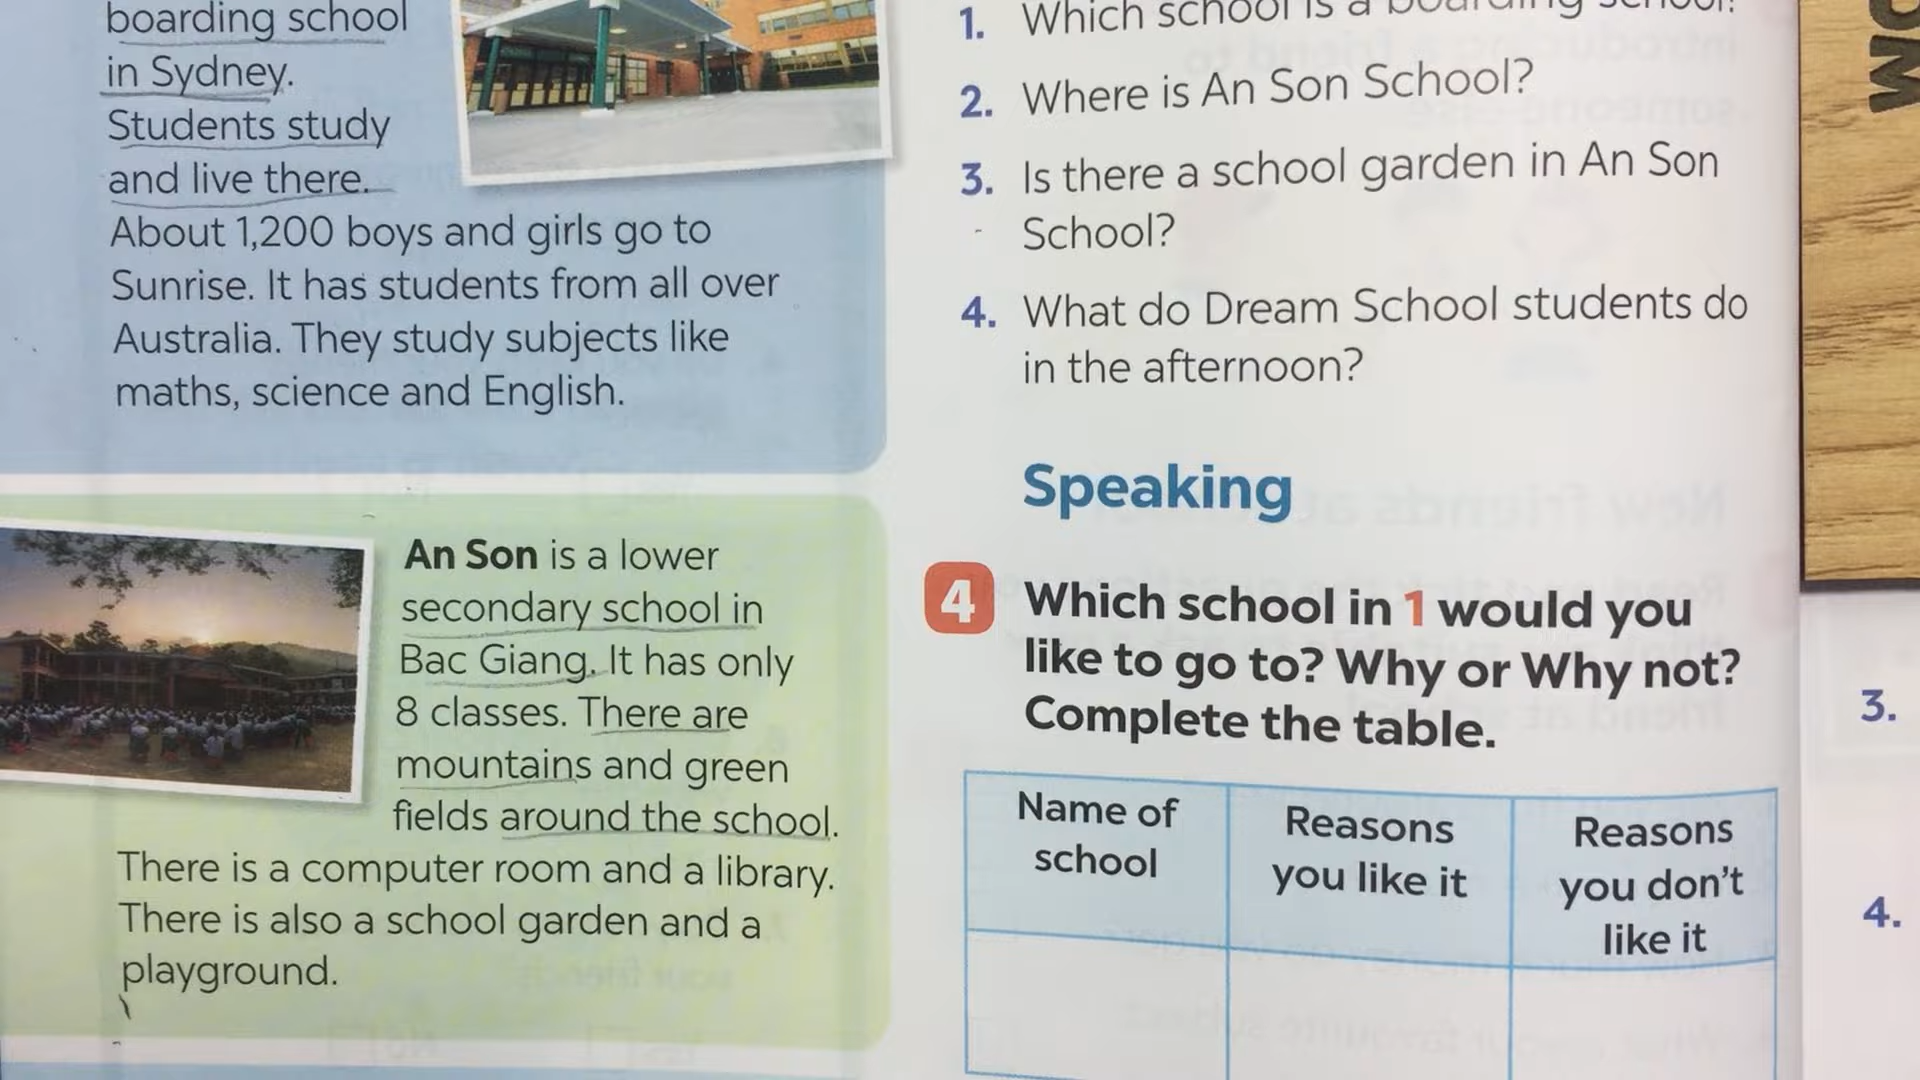 boarding school
in Sydney.
Students study
and live there.
About 1,200 boys and girls go to
Sunrise. It has students from all over
Australia. They study subjects like
maths, science and English.
An Son is a lower
secondary school in
Bac Giang. It has only
8 classes. There are
mountains and green
fields around the school.
There is a computer room and a library.
There is also a school garden and a
playground.
1. Which school is a boarding school?
2. Where is An Son School?
3. Is there a school garden in An Son
School?
4. What do Dream School students do
in the afternoon?
Speaking
4 Which school in 1 would you
like to go to? Why or Why not?
Complete the table.
Name of
school
Reasons
you like it
Reasons
you don't
like it
3.
4.